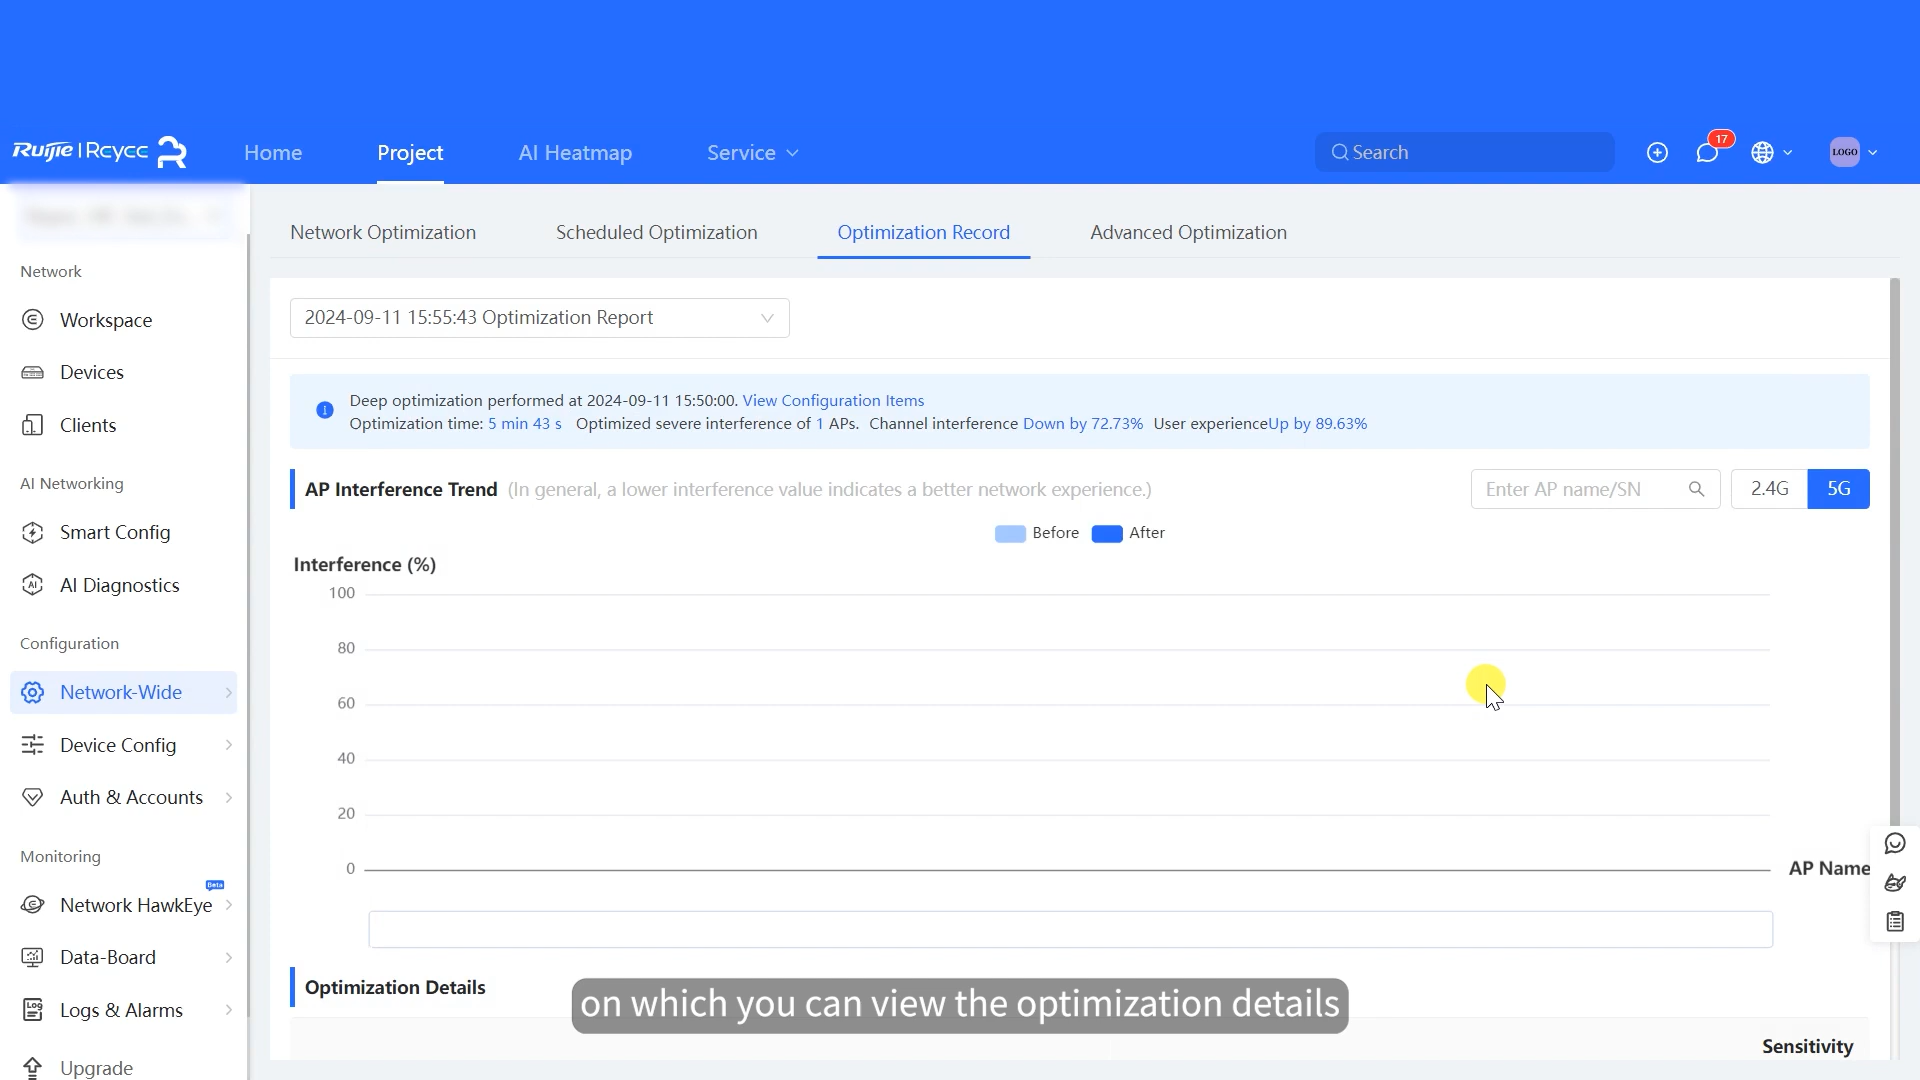 Ruijie | Reyee
Home
Project
AI Heatmap
Service
Search
17
LOGO
Network
Workspace
Devices
Clients
AI Networking
Smart Config
AI Diagnostics
Configuration
Network-Wide
Device Config
Auth & Accounts
Monitoring
Beta
Network HawkEye
Data-Board
Logs & Alarms
Upgrade
Network Optimization
Scheduled Optimization
Optimization Record
Advanced Optimization
2024-09-11 15:55:43 Optimization Report
Deep optimization performed at 2024-09-11 15:50:00. View Configuration Items
Optimization time: 5 min 43 s Optimized severe interference of 1 APs. Channel interference Down by 72.73% User experienceUp by 89.63%
AP Interference Trend (In general, a lower interference value indicates a better network experience.)
Enter AP name/SN
2.4G
5G
Before
After
Interference (%)
100
80
60
40
20
0
AP Name
Optimization Details
on which you can view the optimization details
Sensitivity